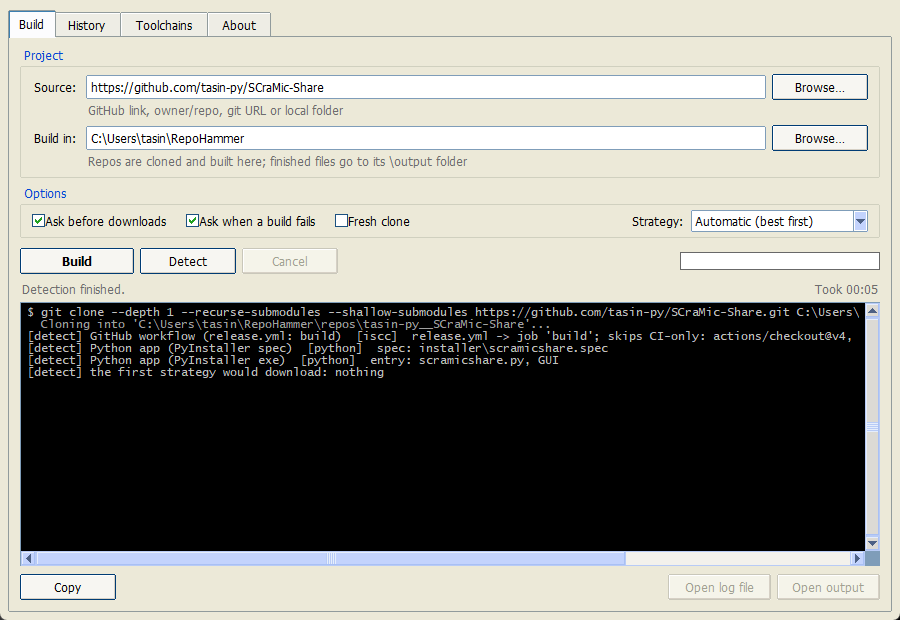 Build History Toolchains About
Project
Source: https://github.com/tasin-py/SCraMic-Share Browse...
GitHub link, owner/repo, git URL or local folder
Build in: C:\Users\tasin\RepoHammer Browse...
Repos are cloned and built here; finished files go to its \output folder
Options
Ask before downloads Ask when a build fails Fresh clone Strategy: Automatic (best first)
Build Detect Cancel
Detection finished. Took 00:05
$ git clone --depth 1 --recurse-submodules --shallow-submodules https://github.com/tasin-py/SCraMic-Share.git C:\Users\
Cloning into 'C:\Users\tasin\RepoHammer\repos\tasin-py__SCraMic-Share'...
[detect] GitHub workflow (release.yml: build) [iscc] release.yml -> job 'build'; skips CI-only: actions/checkout@v4,
[detect] Python app (PyInstaller spec) [python] spec: installer\scramicshare.spec
[detect] Python app (PyInstaller exe) [python] entry: scramicshare.py, GUI
[detect] the first strategy would download: nothing
Copy Open log file Open output